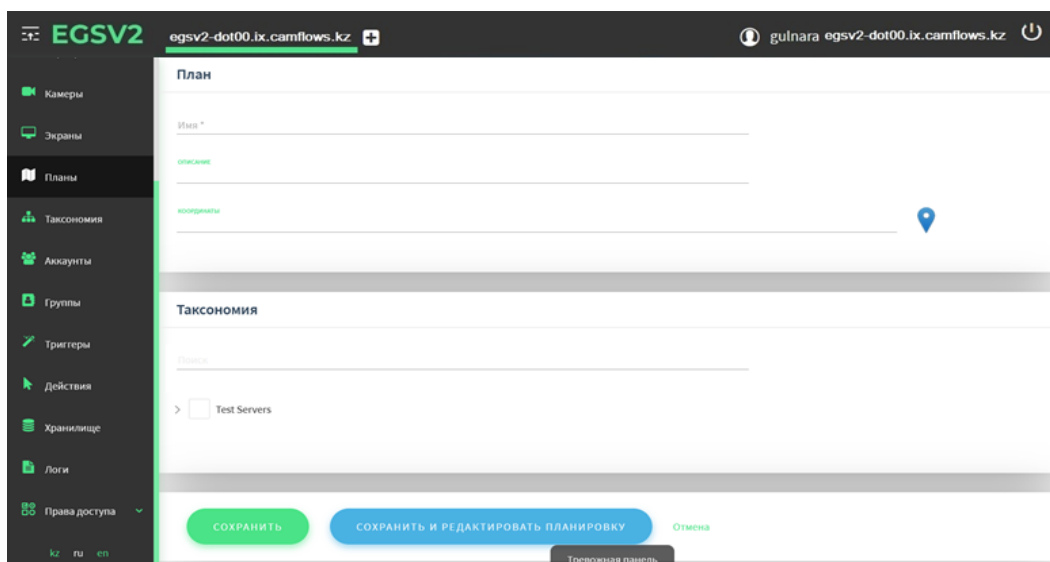 EGSV2
egsv2-dot00.ix.camflows.kz
gulnara egsv2-dot00.ix.camflows.kz
Камеры
Экраны
Планы
Таксономия
Аккаунты
Группы
Триггеры
Действия
Хранилище
Логи
Права доступа
kz ru en
План
Имя *
описание
координаты
Таксономия
Поиск
Test Servers
СОХРАНИТЬ
СОХРАНИТЬ И РЕДАКТИРОВАТЬ ПЛАНИРОВКУ
Отмена
Тревожная панель